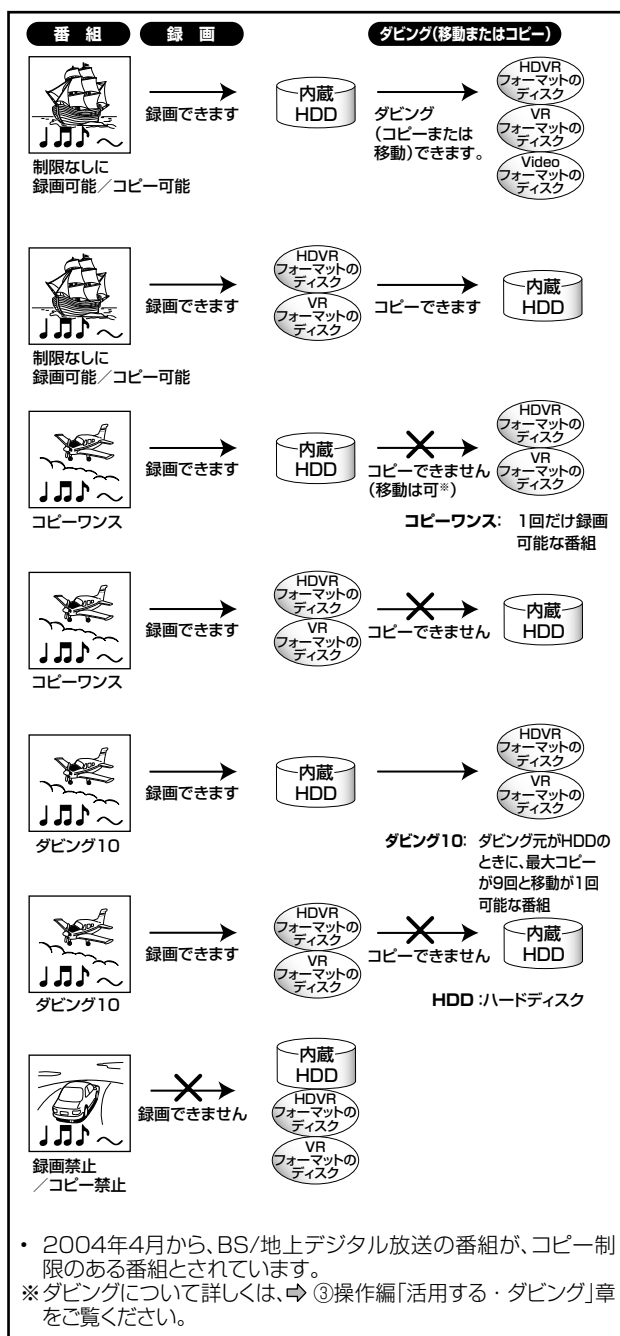 番 組
録 画
ダビング(移動またはコピー)
録画できます
内蔵
HDD
ダビング
(コピーまたは
移動)できます。
HDVR
フォーマットの
ディスク
VR
フォーマットの
ディスク
Video
フォーマットの
ディスク
制限なしに
録画可能/コピー可能
録画できます
HDVR
フォーマットの
ディスク
VR
フォーマットの
ディスク
コピーできます
内蔵
HDD
制限なしに
録画可能/コピー可能
録画できます
内蔵
HDD
コピーできません
(移動は可※)
HDVR
フォーマットの
ディスク
VR
フォーマットの
ディスク
コピーワンス
コピーワンス: 1回だけ録画
可能な番組
録画できます
HDVR
フォーマットの
ディスク
VR
フォーマットの
ディスク
コピーできません
内蔵
HDD
コピーワンス
録画できます
内蔵
HDD
HDVR
フォーマットの
ディスク
VR
フォーマットの
ディスク
ダビング10
ダビング10: ダビング元がHDDの
ときに、最大コピー
が9回と移動が1回
可能な番組
録画できます
HDVR
フォーマットの
ディスク
VR
フォーマットの
ディスク
コピーできません
内蔵
HDD
ダビング10
HDD:ハードディスク
録画できません
内蔵
HDD
HDVR
フォーマットの
ディスク
VR
フォーマットの
ディスク
録画禁止
/コピー禁止
・ 2004年4月から、BS/地上デジタル放送の番組が、コピー制
限のある番組とされています。
※ダビングについて詳しくは、⇨ ③操作編「活用する・ダビング」章
をご覧ください。